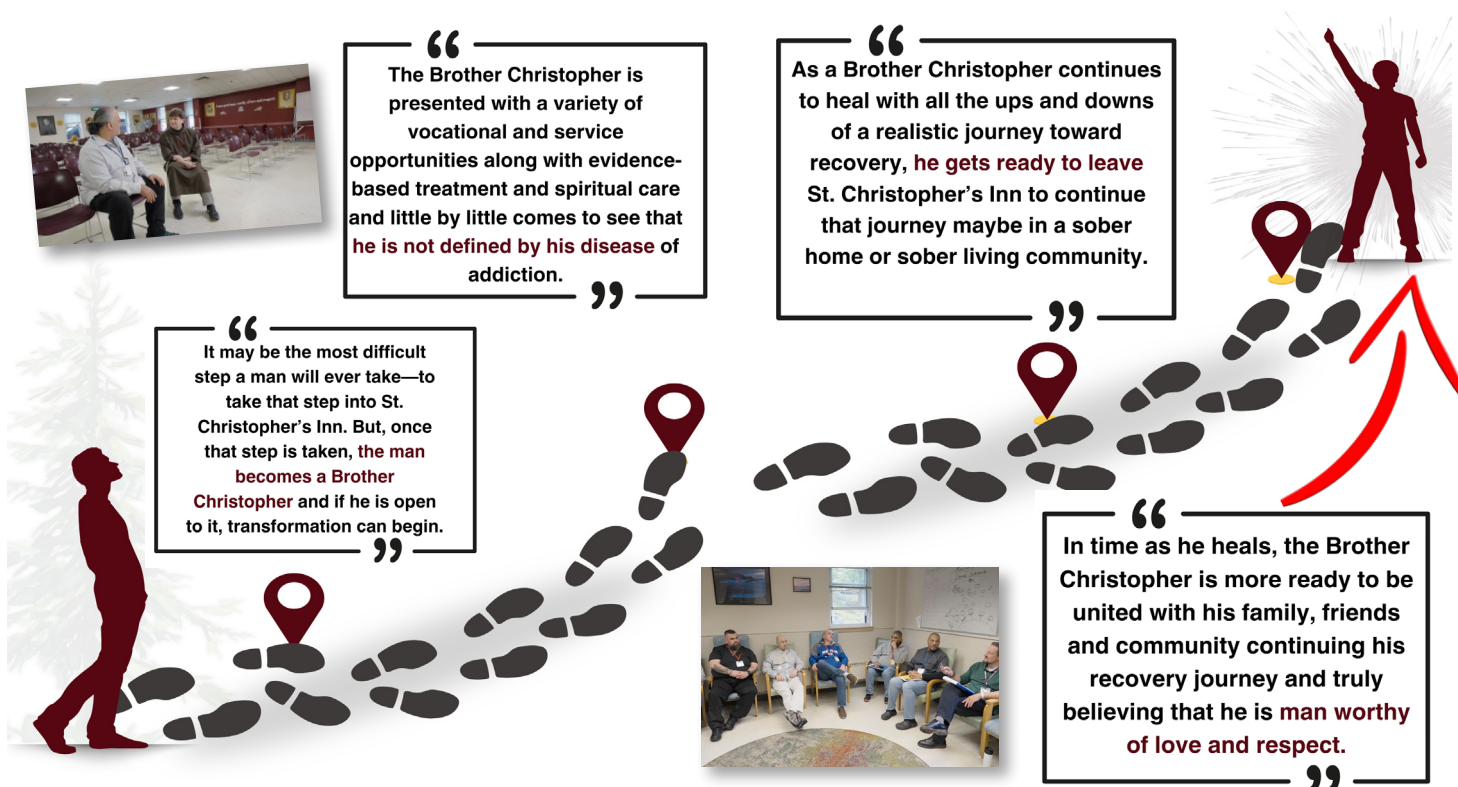 It may be the most difficult
step a man will ever take—to
take that step into St.
Christopher's Inn. But, once
that step is taken, the man
becomes a Brother
Christopher and if he is open
to it, transformation can begin.
The Brother Christopher is
presented with a variety of
vocational and service
opportunities along with evidence-
based treatment and spiritual care
and little by little comes to see that
he is not defined by his disease of
addiction.
As a Brother Christopher continues
to heal with all the ups and downs
of a realistic journey toward
recovery, he gets ready to leave
St. Christopher's Inn to continue
that journey maybe in a sober
home or sober living community.
In time as he heals, the Brother
Christopher is more ready to be
united with his family, friends
and community continuing his
recovery journey and truly
believing that he is man worthy
of love and respect.